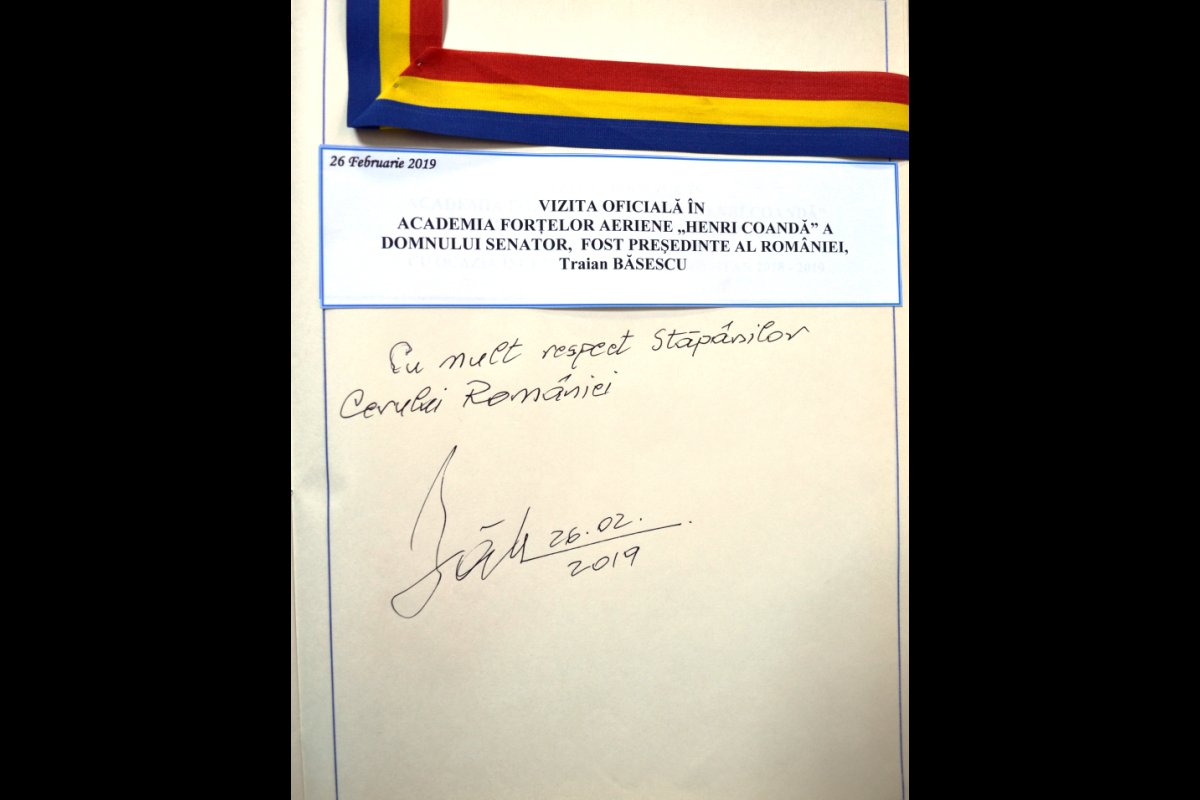 26 Februarie 2019
VIZITA OFICIALĂ ÎN
ACADEMIA FORȚELOR AERIENE „HENRI COANDĂ” A
DOMNULUI SENATOR, FOST PREȘEDINTE AL ROMÂNIEI,
Traian BĂSESCU
Cu mult respect Stăpânilor
Cerului României
26.02.
2019